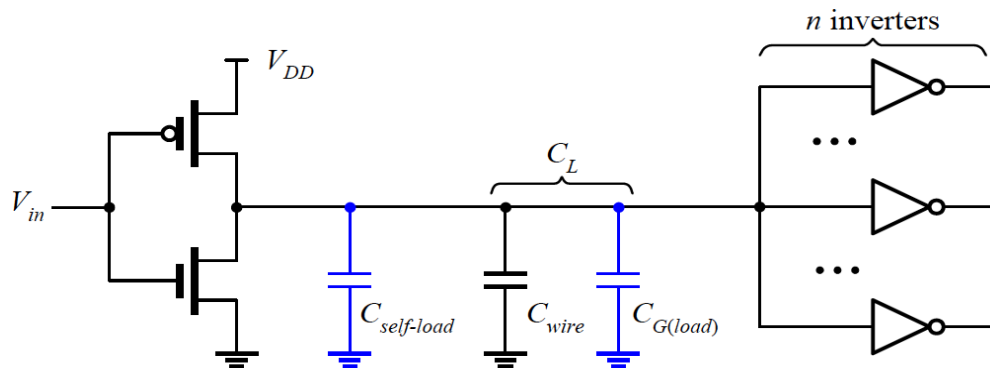 n inverters
V_DD
C_L
...
V_in
...
C_self-load
C_wire
C_G(load)